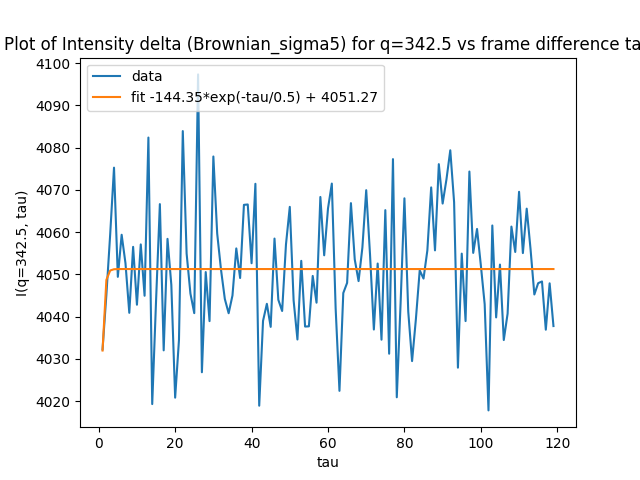 Plot of Intensity delta (Brownian_sigma5) for q=342.5 vs frame difference ta
4100
4090
4080
4070
4060
4050
4040
4030
4020
I(q=342.5, tau)
data
fit -144.35*exp(-tau/0.5) + 4051.27
0 20 40 60 80 100 120
tau